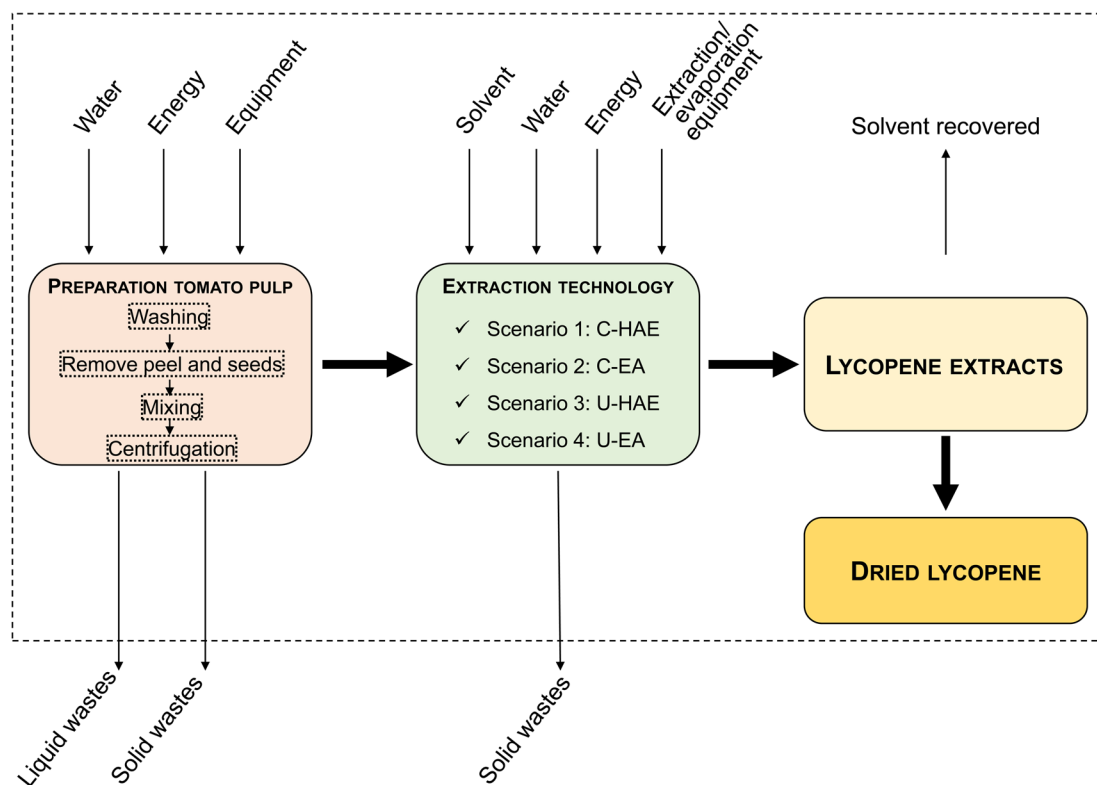 Water
Energy
Equipment
Solvent
Water
Energy
Extraction/
evaporation
equipment
Solvent recovered
PREPARATION TOMATO PULP
Washing
Remove peel and seeds
Mixing
Centrifugation
EXTRACTION TECHNOLOGY
✓ Scenario 1: C-HAE
✓ Scenario 2: C-EA
✓ Scenario 3: U-HAE
✓ Scenario 4: U-EA
LYCOPENE EXTRACTS
DRIED LYCOPENE
Liquid wastes
Solid wastes
Solid wastes